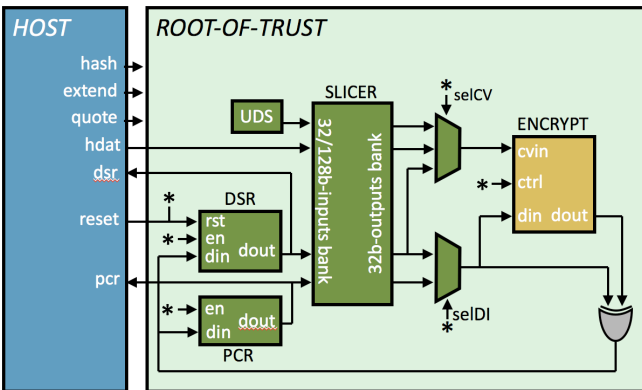 HOST
ROOT-OF-TRUST
hash
extend
quote
hdat
dsr
reset
pcr
UDS
SLICER
32/128b-inputs bank
32b-outputs bank
*
selCV
ENCRYPT
cvin
* ctrl
din dout
*
DSR
rst
* en
din dout
* en
din dout
PCR
selDI
*